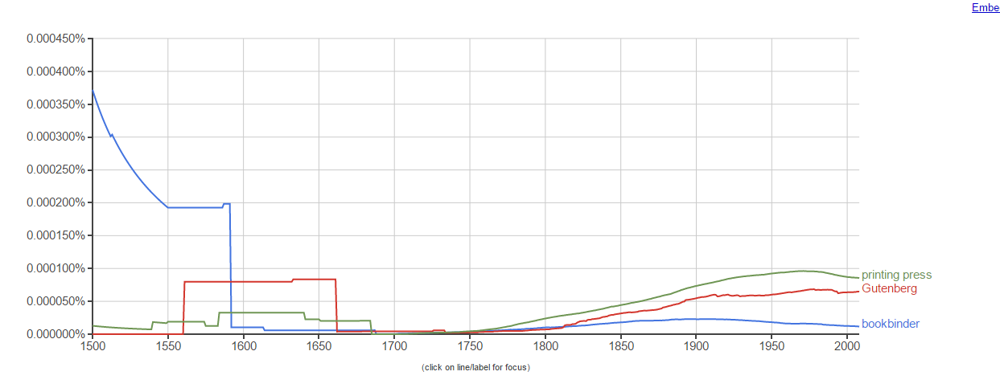 Embe
0.000450%
0.000400%
0.000350%
0.000300%
0.000250%
0.000200%
0.000150%
0.000100%
0.000050%
0.000000%
printing press
Gutenberg
bookbinder
1500 1550 1600 1650 1700 1750 1800 1850 1900 1950 2000
(click on line/label for focus)